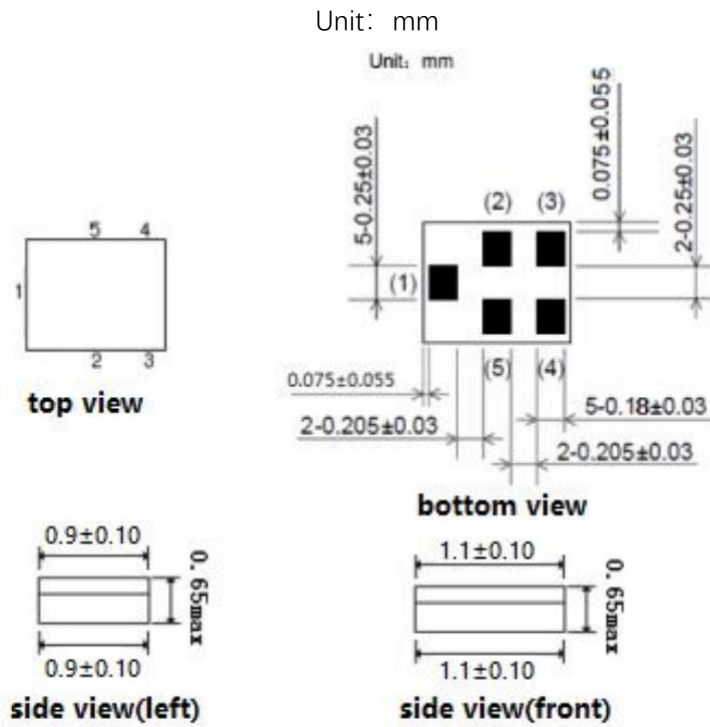 Unit: mm
Unit: mm
5-0.25±0.03
0.075±0.055
2-0.25±0.03
(2)
(3)
5
4
1
(1)
2
3
(5)
(4)
top view
0.075±0.055
5-0.18±0.03
2-0.205±0.03
2-0.205±0.03
bottom view
0.9±0.10
0.65max
0.9±0.10
side view(left)
1.1±0.10
0.65max
1.1±0.10
side view(front)